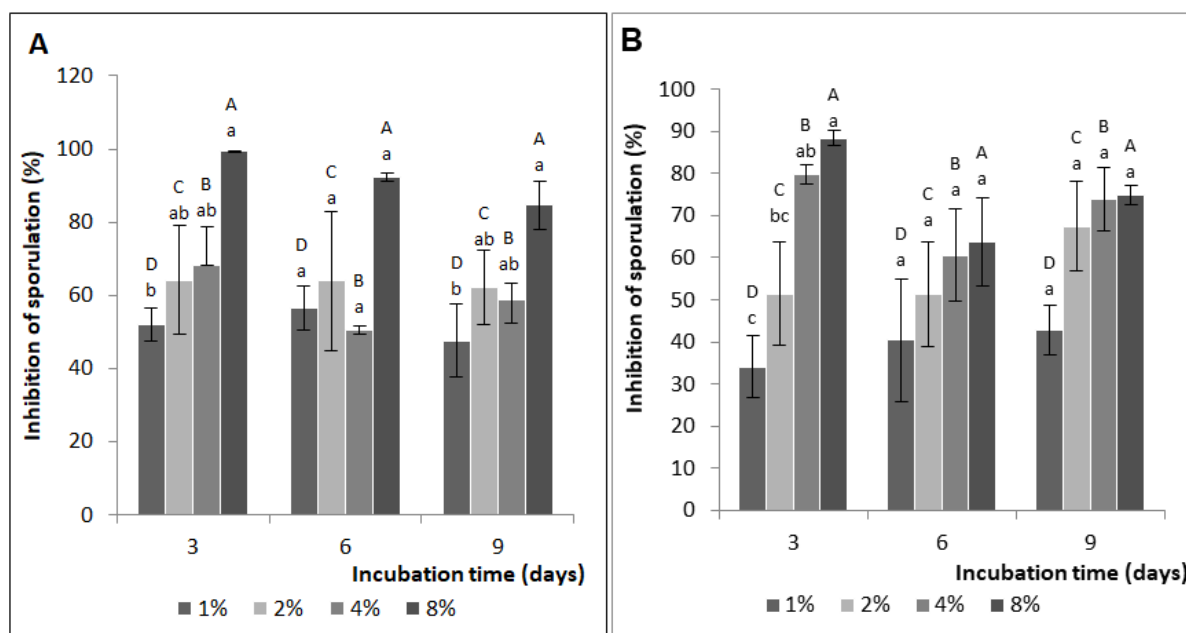 A
Inhibition of sporulation (%)
120
100
80
60
40
20
0
D
b
C
ab
B
ab
A
a
D
a
C
a
B
a
A
a
D
b
C
ab
B
ab
A
a
3 6 9
Incubation time (days)
1% 2% 4% 8%
B
Inhibition of sporulation (%)
100
90
80
70
60
50
40
30
20
10
0
D
c
C
bc
B
ab
A
a
D
a
C
a
B
a
A
a
D
a
C
a
B
a
A
a
3 6 9
Incubation time (days)
1% 2% 4% 8%